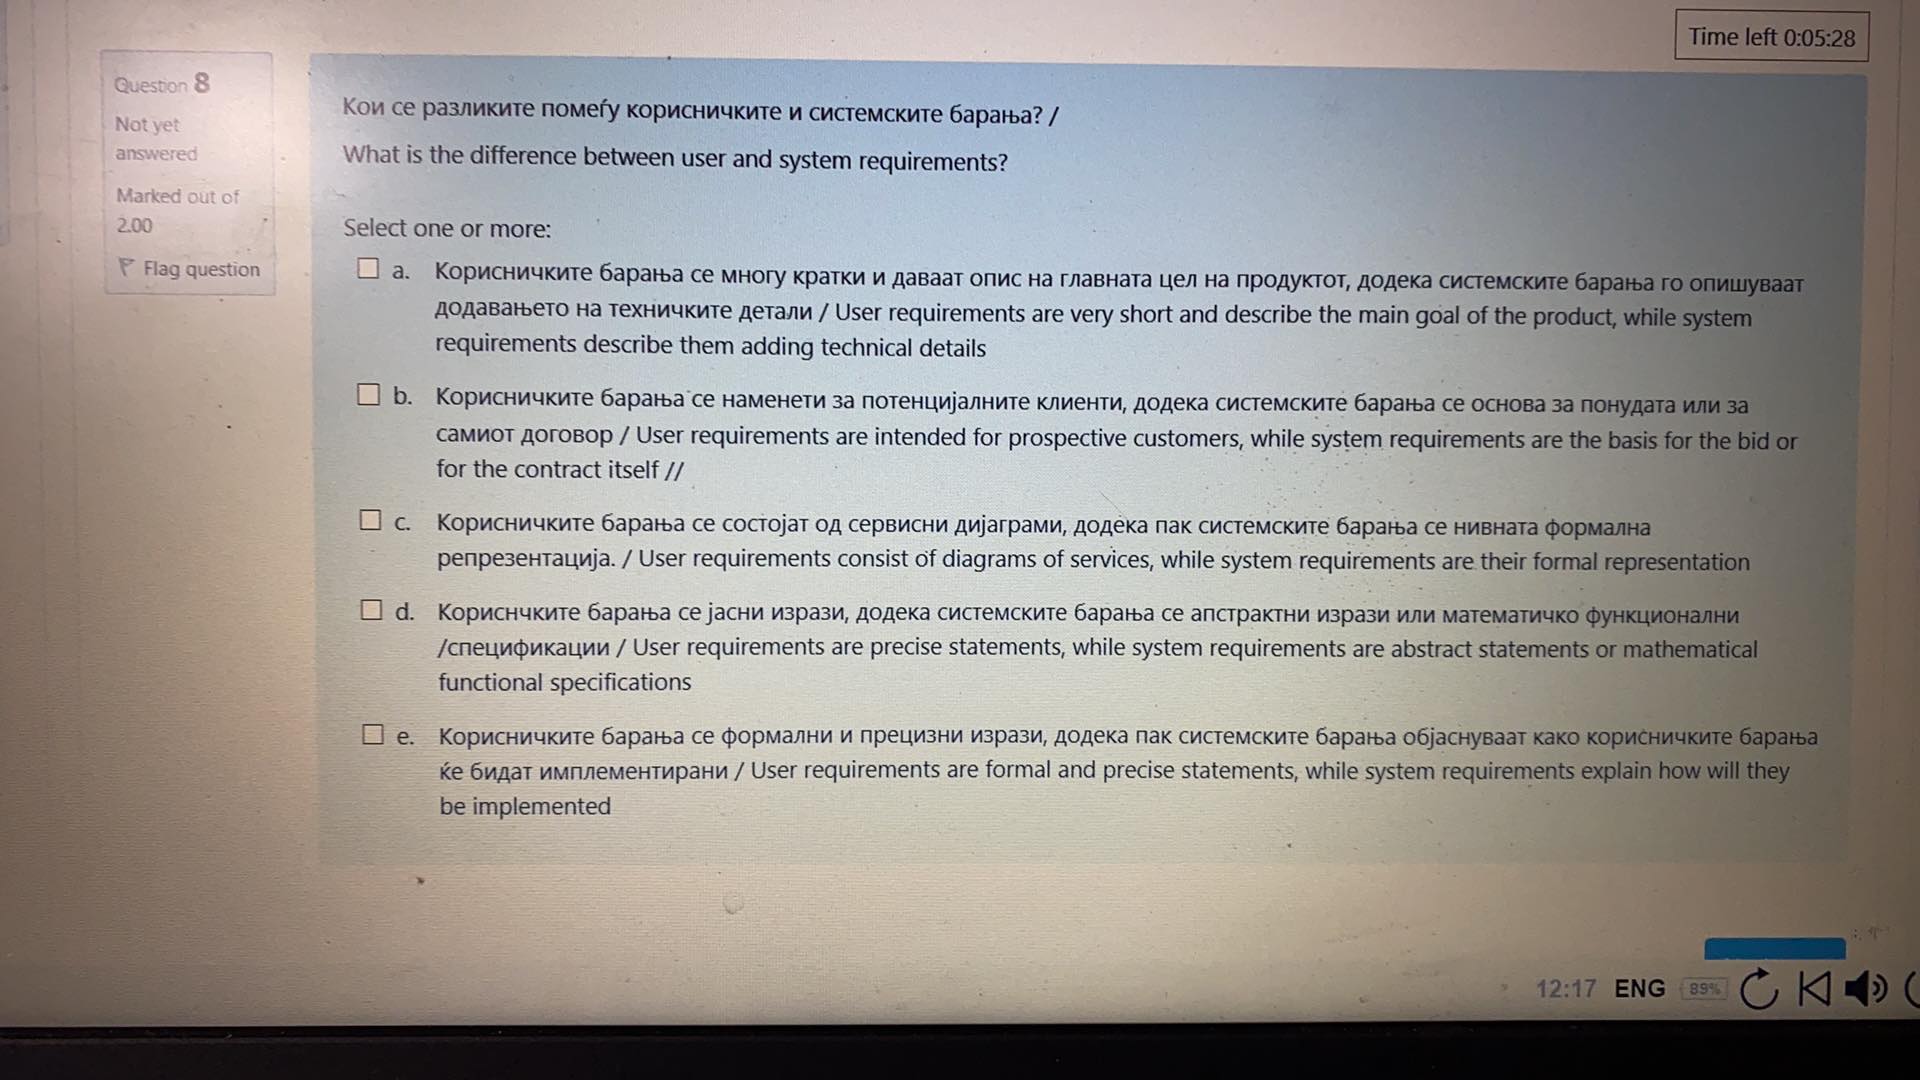 Time left 0:05:28
Question 8
Not yet
answered
Marked out of
2.00
Flag question
Кои се разликите помеѓу корисничките и системските барања? /
What is the difference between user and system requirements?
Select one or more:
a. Корисничките барања се многу кратки и даваат опис на главната цел на продуктот, додека системските барања го опишуваат
додавањето на техничките детали / User requirements are very short and describe the main goal of the product, while system
requirements describe them adding technical details
b. Корисничките барања се наменети за потенцијалните клиенти, додека системските барања се основа за понудата или за
самиот договор / User requirements are intended for prospective customers, while system requirements are the basis for the bid or
for the contract itself //
c. Корисничките барања се состојат од сервисни дијаграми, додека пак системските барања се нивната формална
репрезентација. / User requirements consist of diagrams of services, while system requirements are their formal representation
d. Кориснчките барања се јасни изрази, додека системските барања се апстрактни изрази или математичко функционални
/спецификации / User requirements are precise statements, while system requirements are abstract statements or mathematical
functional specifications
e. Корисничките барања се формални и прецизни изрази, додека пак системските барања објаснуваат како корисничките барања
ќе бидат имплементирани / User requirements are formal and precise statements, while system requirements explain how will they
be implemented
12:17 ENG 89%